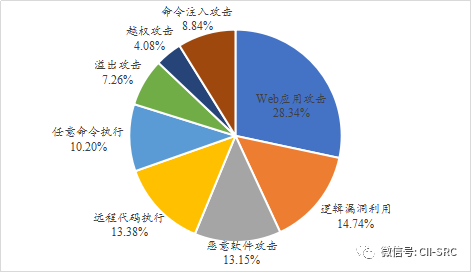 命令注入攻击
8.84%
越权攻击
4.08%
溢出攻击
7.26%
任意命令执行
10.20%
远程代码执行
13.38%
恶意软件攻击
13.15%
逻辑漏洞利用
14.74%
Web应用攻击
28.34%
微信号: CII-SRC